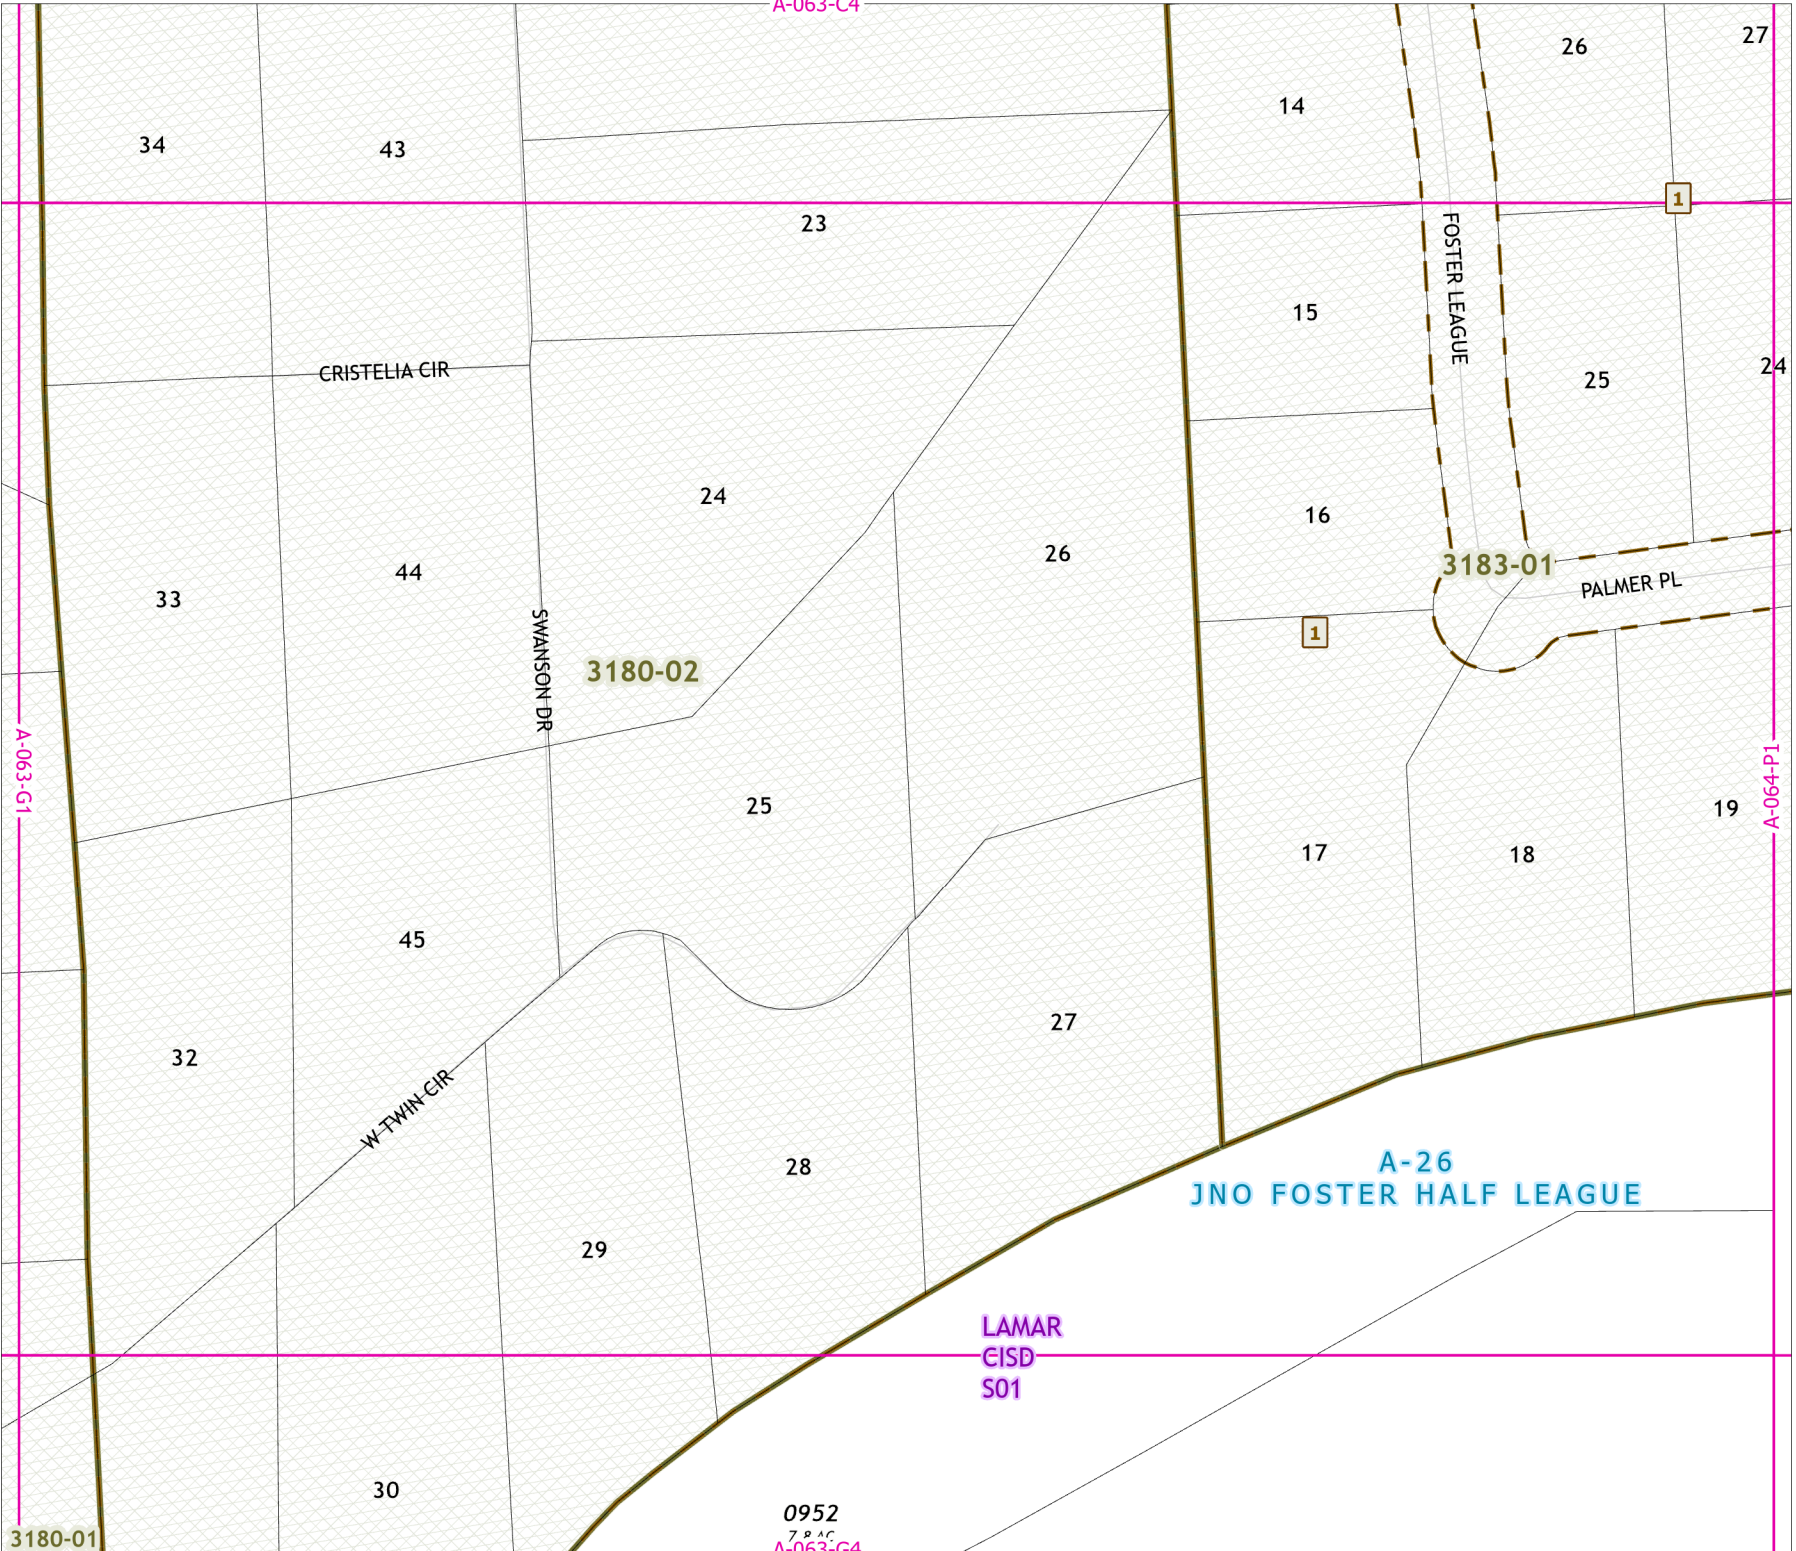 A-063-C4
27
26
14
34
43
1
23
FOSTER LEAGUE
15
24
CRISTELIA CIR
25
24
16
26
3183-01
44
PALMER PL
33
1
SWANSON DR
3180-02
A-063-G1
A-064-P1
25
19
17
18
45
27
32
W TWIN CIR
A-26
JNO FOSTER HALF LEAGUE
28
29
LAMAR
CISD
S01
30
0952
7.8 AC
3180-01
A-063-G4